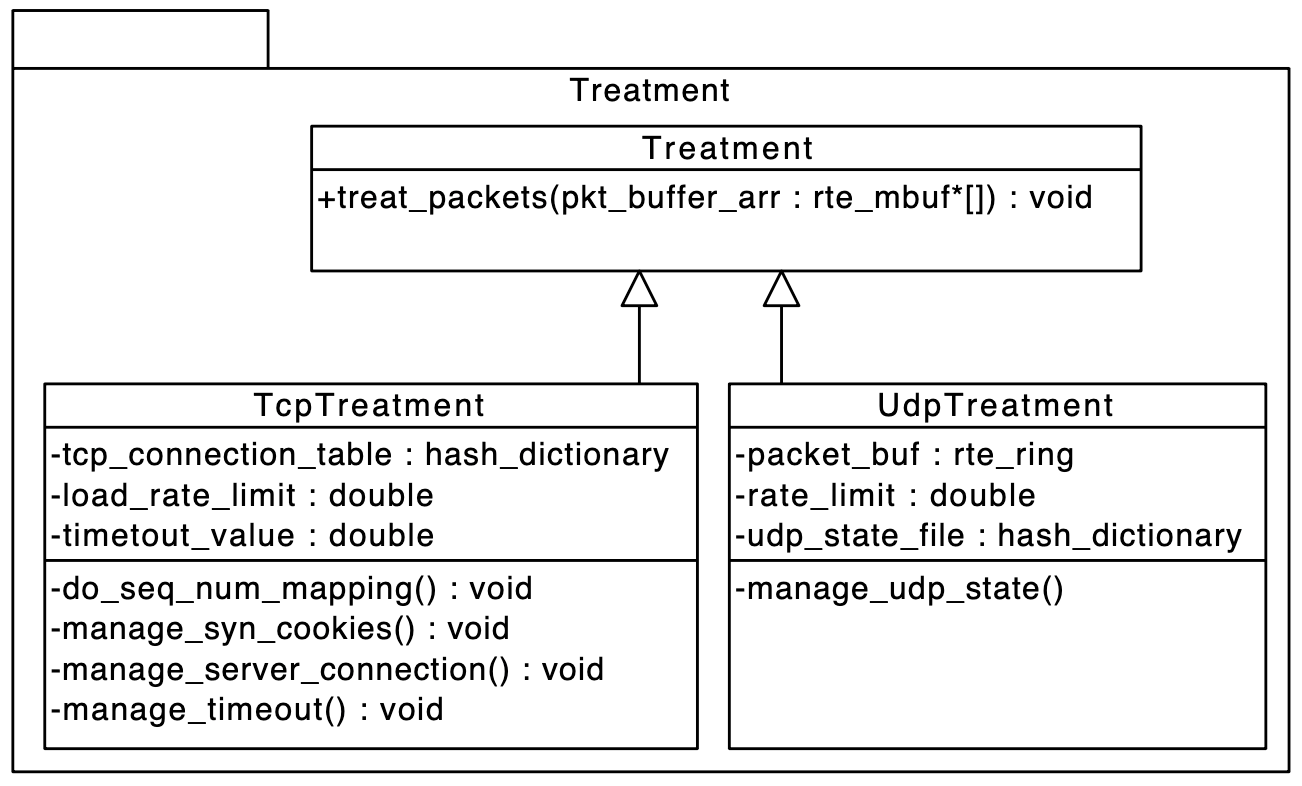 Treatment
Treatment
+treat_packets(pkt_buffer_arr : rte_mbuf*[]) : void
TcpTreatment
-tcp_connection_table : hash_dictionary
-load_rate_limit : double
-timetout_value : double
-do_seq_num_mapping() : void
-manage_syn_cookies() : void
-manage_server_connection() : void
-manage_timeout() : void
UdpTreatment
-packet_buf : rte_ring
-rate_limit : double
-udp_state_file : hash_dictionary
-manage_udp_state()